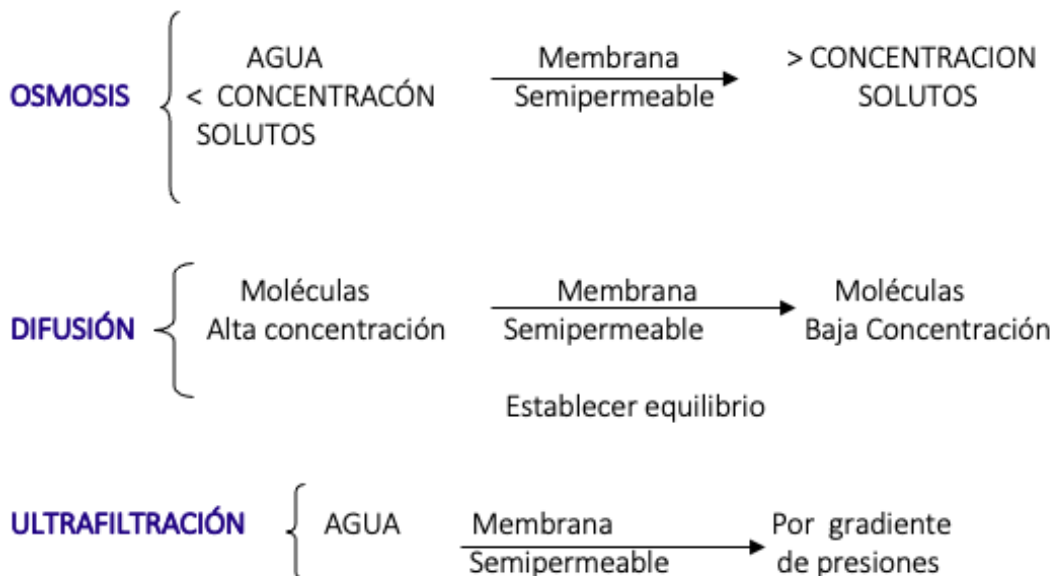 OSMOSIS
AGUA
< CONCENTRACÓN
SOLUTOS
Membrana
Semipermeable
> CONCENTRACION
SOLUTOS
DIFUSIÓN
Moléculas
Alta concentración
Membrana
Semipermeable
Moléculas
Baja Concentración
Establecer equilibrio
ULTRAFILTRACIÓN
AGUA
Membrana
Semipermeable
Por gradiente
de presiones